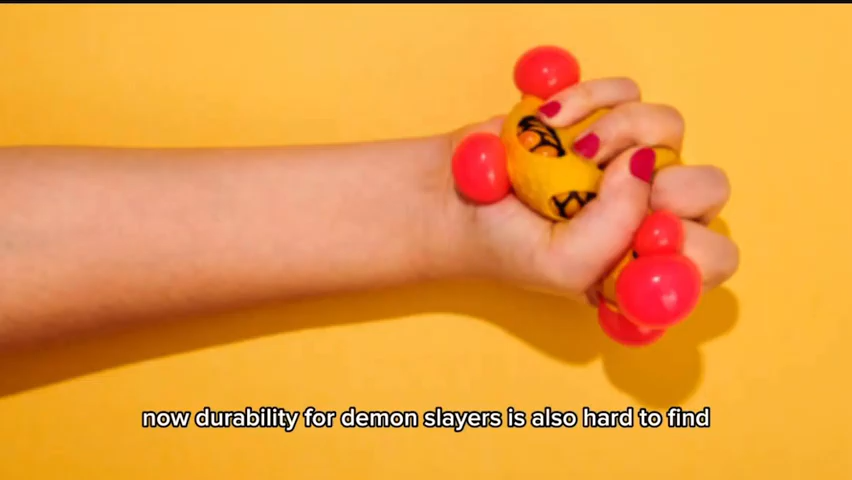 now durability for demon slayers is also hard to find